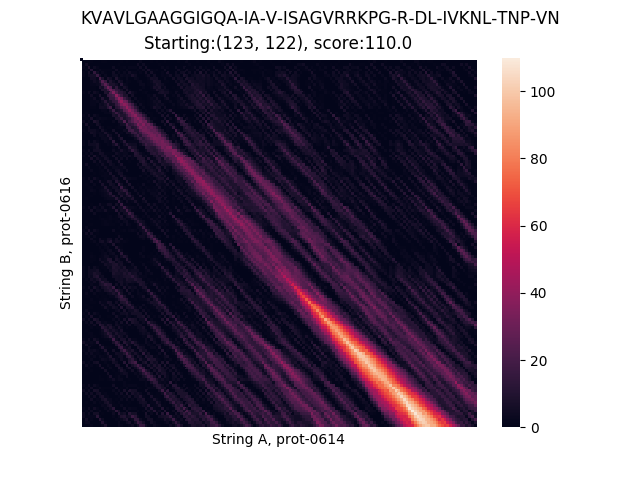 KVAVLGAAGGIGQA-IA-V-ISAGVRRKPG-R-DL-IVKNL-TNP-VN
Starting:(123, 122), score:110.0
String B, prot-0616
String A, prot-0614
100
80
60
40
20
0